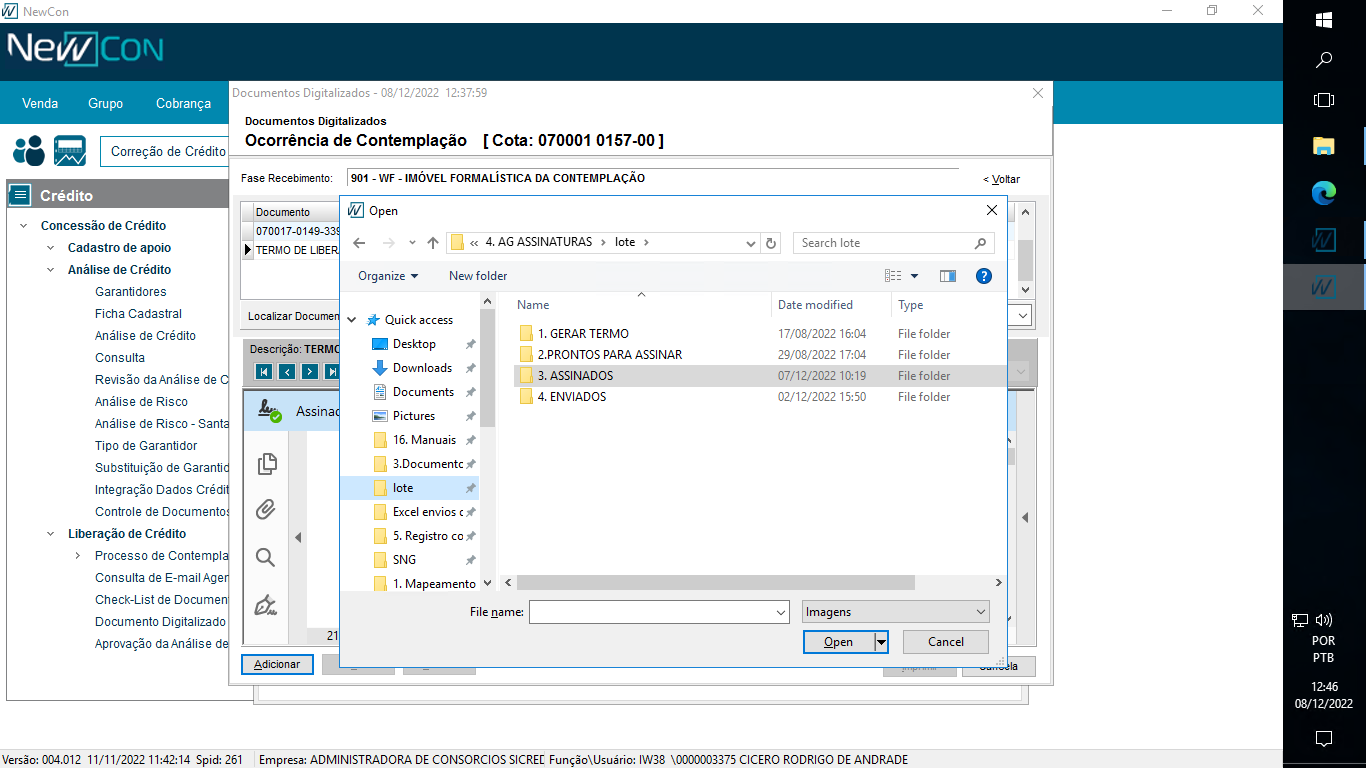 NewCon
NewCon
Venda Grupo Cobrança
Correção de Crédito
Crédito
Concessão de Crédito
Cadastro de apoio
Análise de Crédito
Garantidores
Ficha Cadastral
Análise de Crédito
Consulta
Revisão da Análise de C
Análise de Risco
Análise de Risco - Santa
Tipo de Garantidor
Substituição de Garantid
Integração Dados Crédit
Controle de Documentos
Liberação de Crédito
Processo de Contempla
Consulta de E-mail Agen
Check-List de Documen
Documento Digitalizado
Aprovação da Análise de
Documentos Digitalizados - 08/12/2022 12:37:59
Documentos Digitalizados
Ocorrência de Contemplação [ Cota: 070001 0157-00 ]
Fase Recebimento: 901 - WF - IMÓVEL FORMALÍSTICA DA CONTEMPLAÇÃO < Voltar
Documento
070017-0149-339
TERMO DE LIBER
Localizar Documen
Descrição: TERMO
Assinad
21
Adicionar
Imprimir Cancela
Open
« 4. AG ASSINATURAS > lote >
Search lote
Organize New folder
Quick access
Desktop
Downloads
Documents
Pictures
16. Manuais
3.Documento
lote
Excel envios c
5. Registro co
SNG
1. Mapeamento
Name Date modified Type
1. GERAR TERMO 17/08/2022 16:04 File folder
2.PRONTOS PARA ASSINAR 29/08/2022 17:04 File folder
3. ASSINADOS 07/12/2022 10:19 File folder
4. ENVIADOS 02/12/2022 15:50 File folder
File name: Imagens
Open Cancel
POR
PTB
12:46
08/12/2022
Versão: 004.012 11/11/2022 11:42:14 Spid: 261 Empresa: ADMINISTRADORA DE CONSORCIOS SICRED Função\Usuário: IW38 \0000003375 CICERO RODRIGO DE ANDRADE